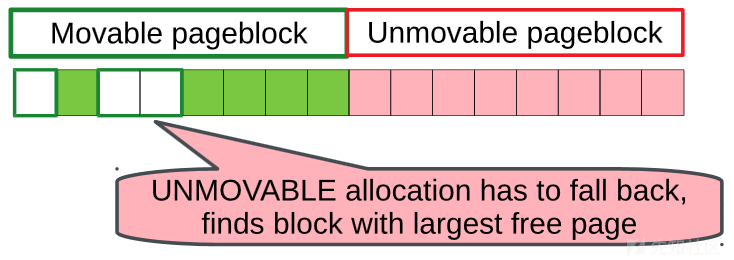 Movable pageblock
Unmovable pageblock
UNMOVABLE allocation has to fall back,
finds block with largest free page